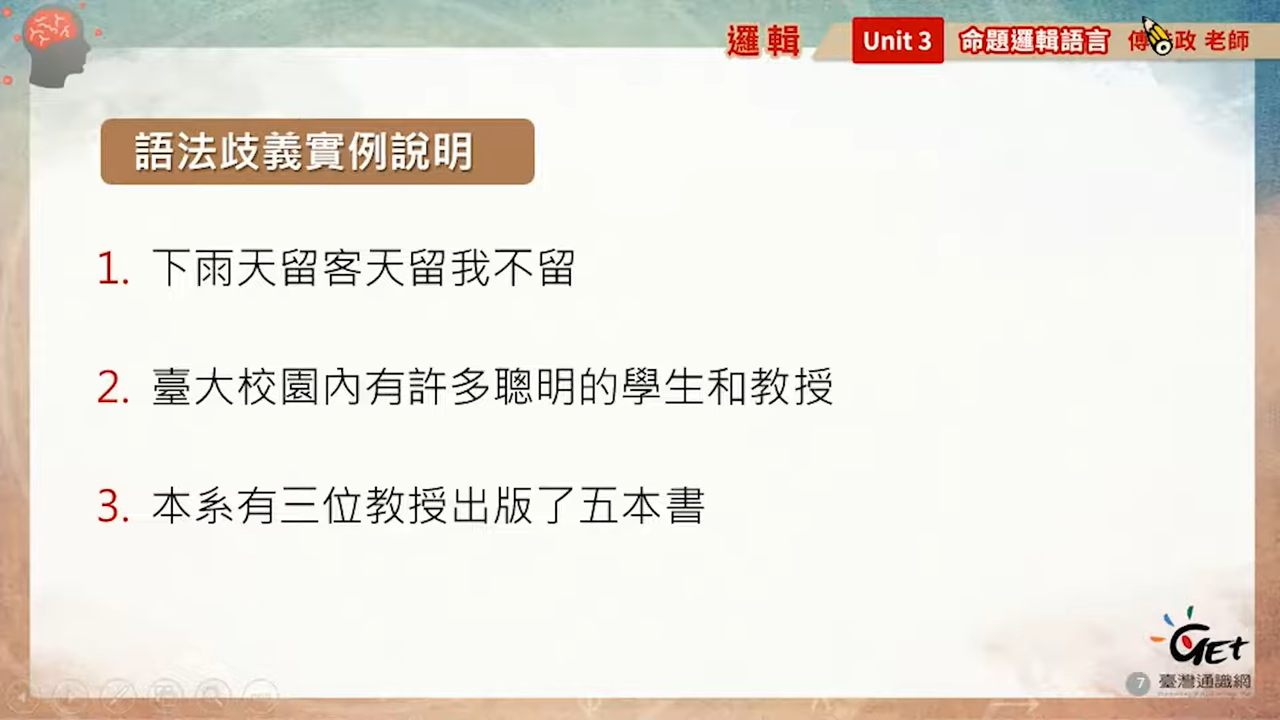 邏輯 Unit 3 命題邏輯語言 傅 政 老師
語法歧義實例說明
1. 下雨天留客天留我不留
2. 臺大校園內有許多聰明的學生和教授
3. 本系有三位教授出版了五本書
GEt
7 臺灣通識網